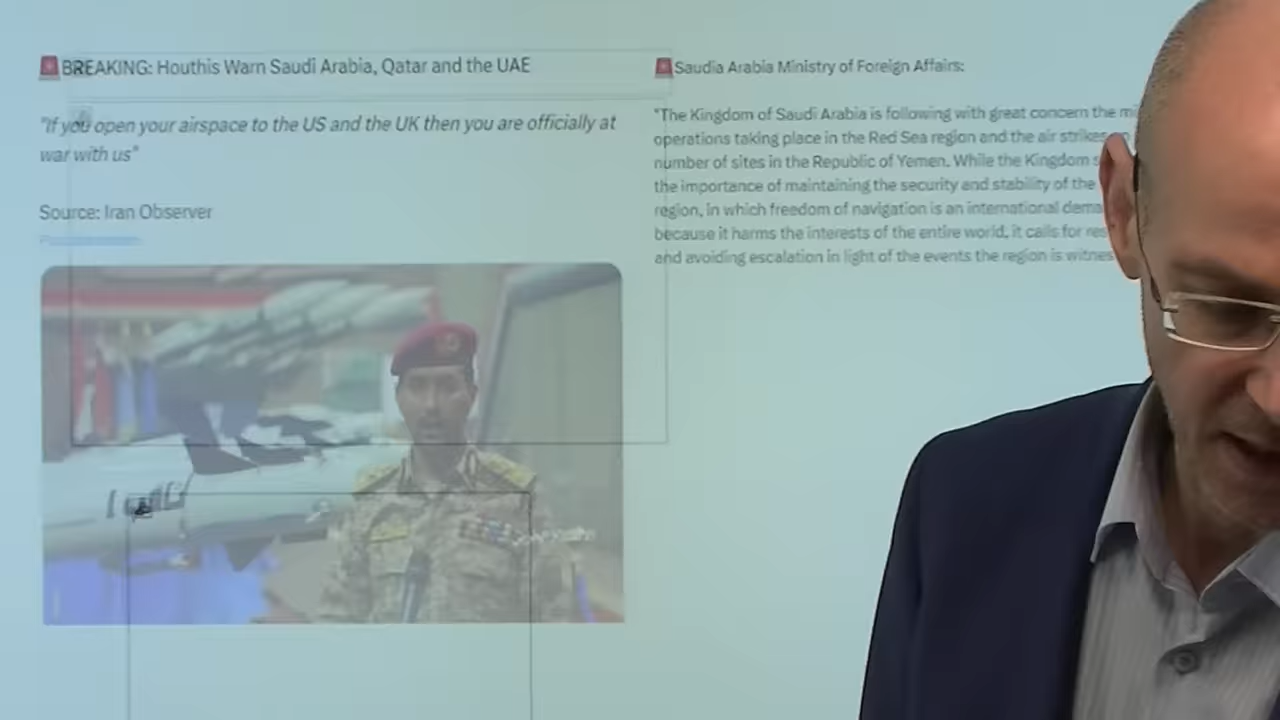 BREAKING: Houthis Warn Saudi Arabia, Qatar and the UAE
"If you open your airspace to the US and the UK then you are officially at
war with us"
Source: Iran Observer
Saudia Arabia Ministry of Foreign Affairs:
"The Kingdom of Saudi Arabia is following with great concern the
operations taking place in the Red Sea region and the air strikes
number of sites in the Republic of Yemen. While the Kingdom
the importance of maintaining the security and stability of the
region, in which freedom of navigation is an international
because it harms the interests of the entire world, it calls for
and avoiding escalation in light of the events the region is